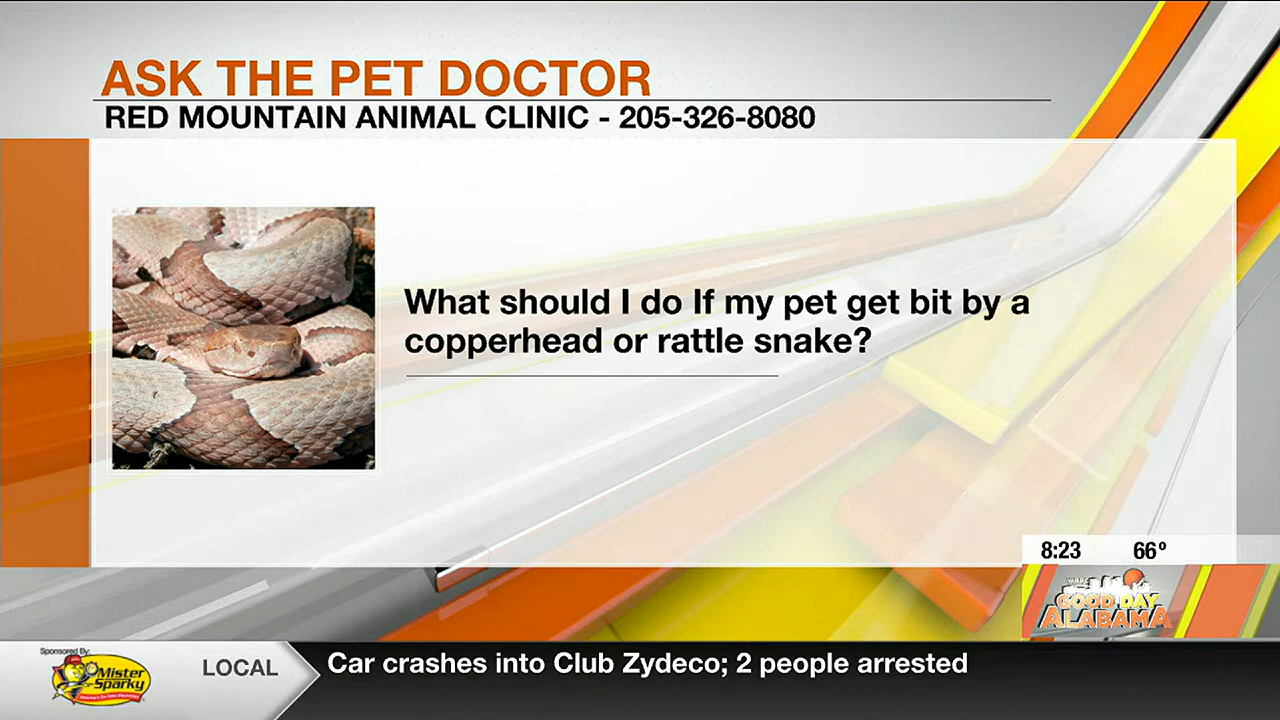 ASK THE PET DOCTOR
RED MOUNTAIN ANIMAL CLINIC - 205-326-8080
What should I do If my pet get bit by a
copperhead or rattle snake?
8:23 66º
WBRC
GOOD DAY
ALABAMA
Sponsored By:
Mister
Sparky
LOCAL
Car crashes into Club Zydeco; 2 people arrested